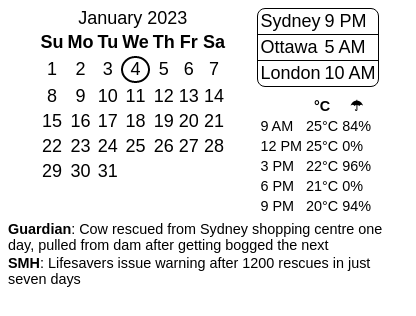 January 2023
Su Mo Tu We Th Fr Sa
1 2 3 4 5 6 7
8 9 10 11 12 13 14
15 16 17 18 19 20 21
22 23 24 25 26 27 28
29 30 31
Sydney 9 PM
Ottawa 5 AM
London 10 AM
°C ☂
9 AM 25°C 84%
12 PM 25°C 0%
3 PM 22°C 96%
6 PM 21°C 0%
9 PM 20°C 94%
Guardian: Cow rescued from Sydney shopping centre one
day, pulled from dam after getting bogged the next
SMH: Lifesavers issue warning after 1200 rescues in just
seven days